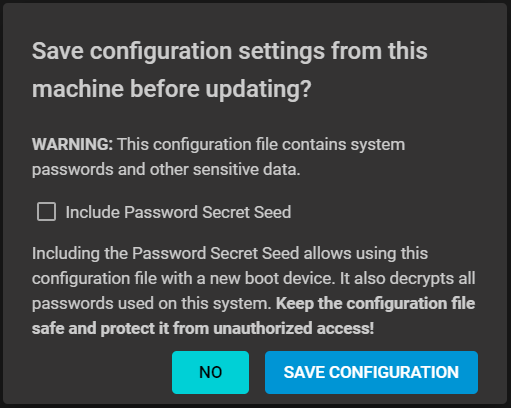 Save configuration settings from this
machine before updating?
WARNING: This configuration file contains system
passwords and other sensitive data.
Include Password Secret Seed
Including the Password Secret Seed allows using this
configuration file with a new boot device. It also decrypts all
passwords used on this system. Keep the configuration file
safe and protect it from unauthorized access!
NO
SAVE CONFIGURATION